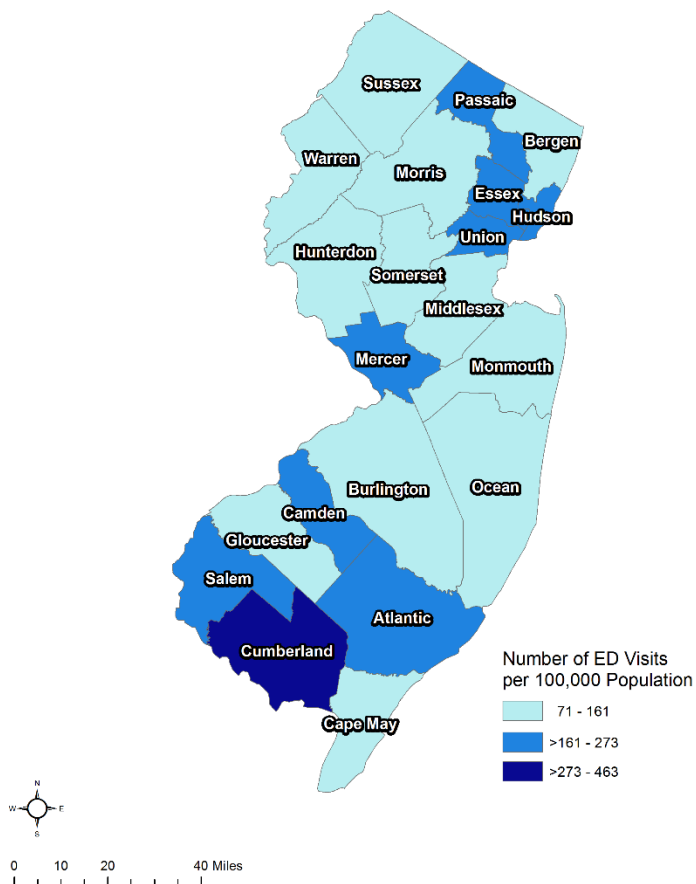 Sussex
Passaic
Bergen
Warren
Morris
Essex
Hudson
Union
Hunterdon
Somerset
Middlesex
Mercer
Monmouth
Ocean
Burlington
Camden
Gloucester
Salem
Atlantic
Cumberland
Cape May
Number of ED Visits
per 100,000 Population
71 - 161
>161 - 273
>273 - 463
N
W E
S
0 10 20 40 Miles